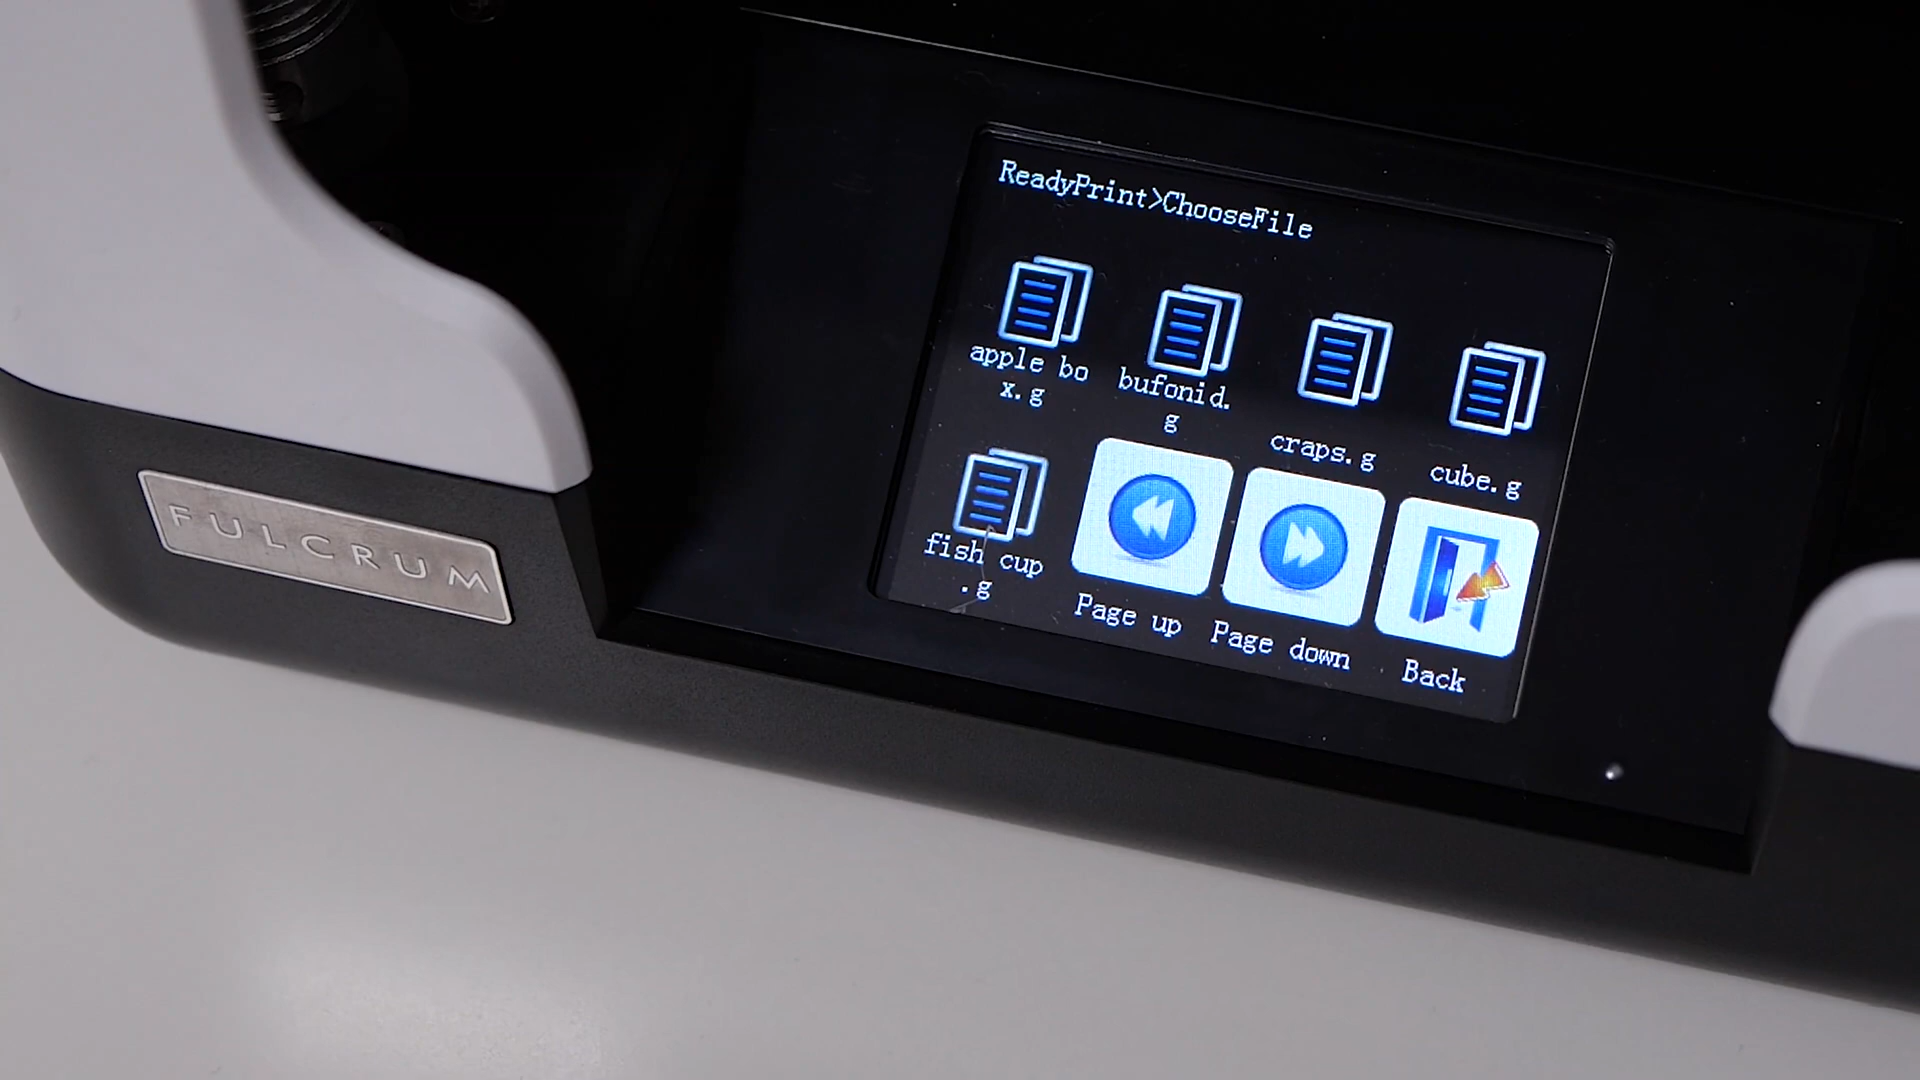 ReadyPrint>ChooseFile
apple bo
x.g
bufonid.
g
craps.g
cube.g
fish cup
.g
Page up
Page down
Back
FULCRUM